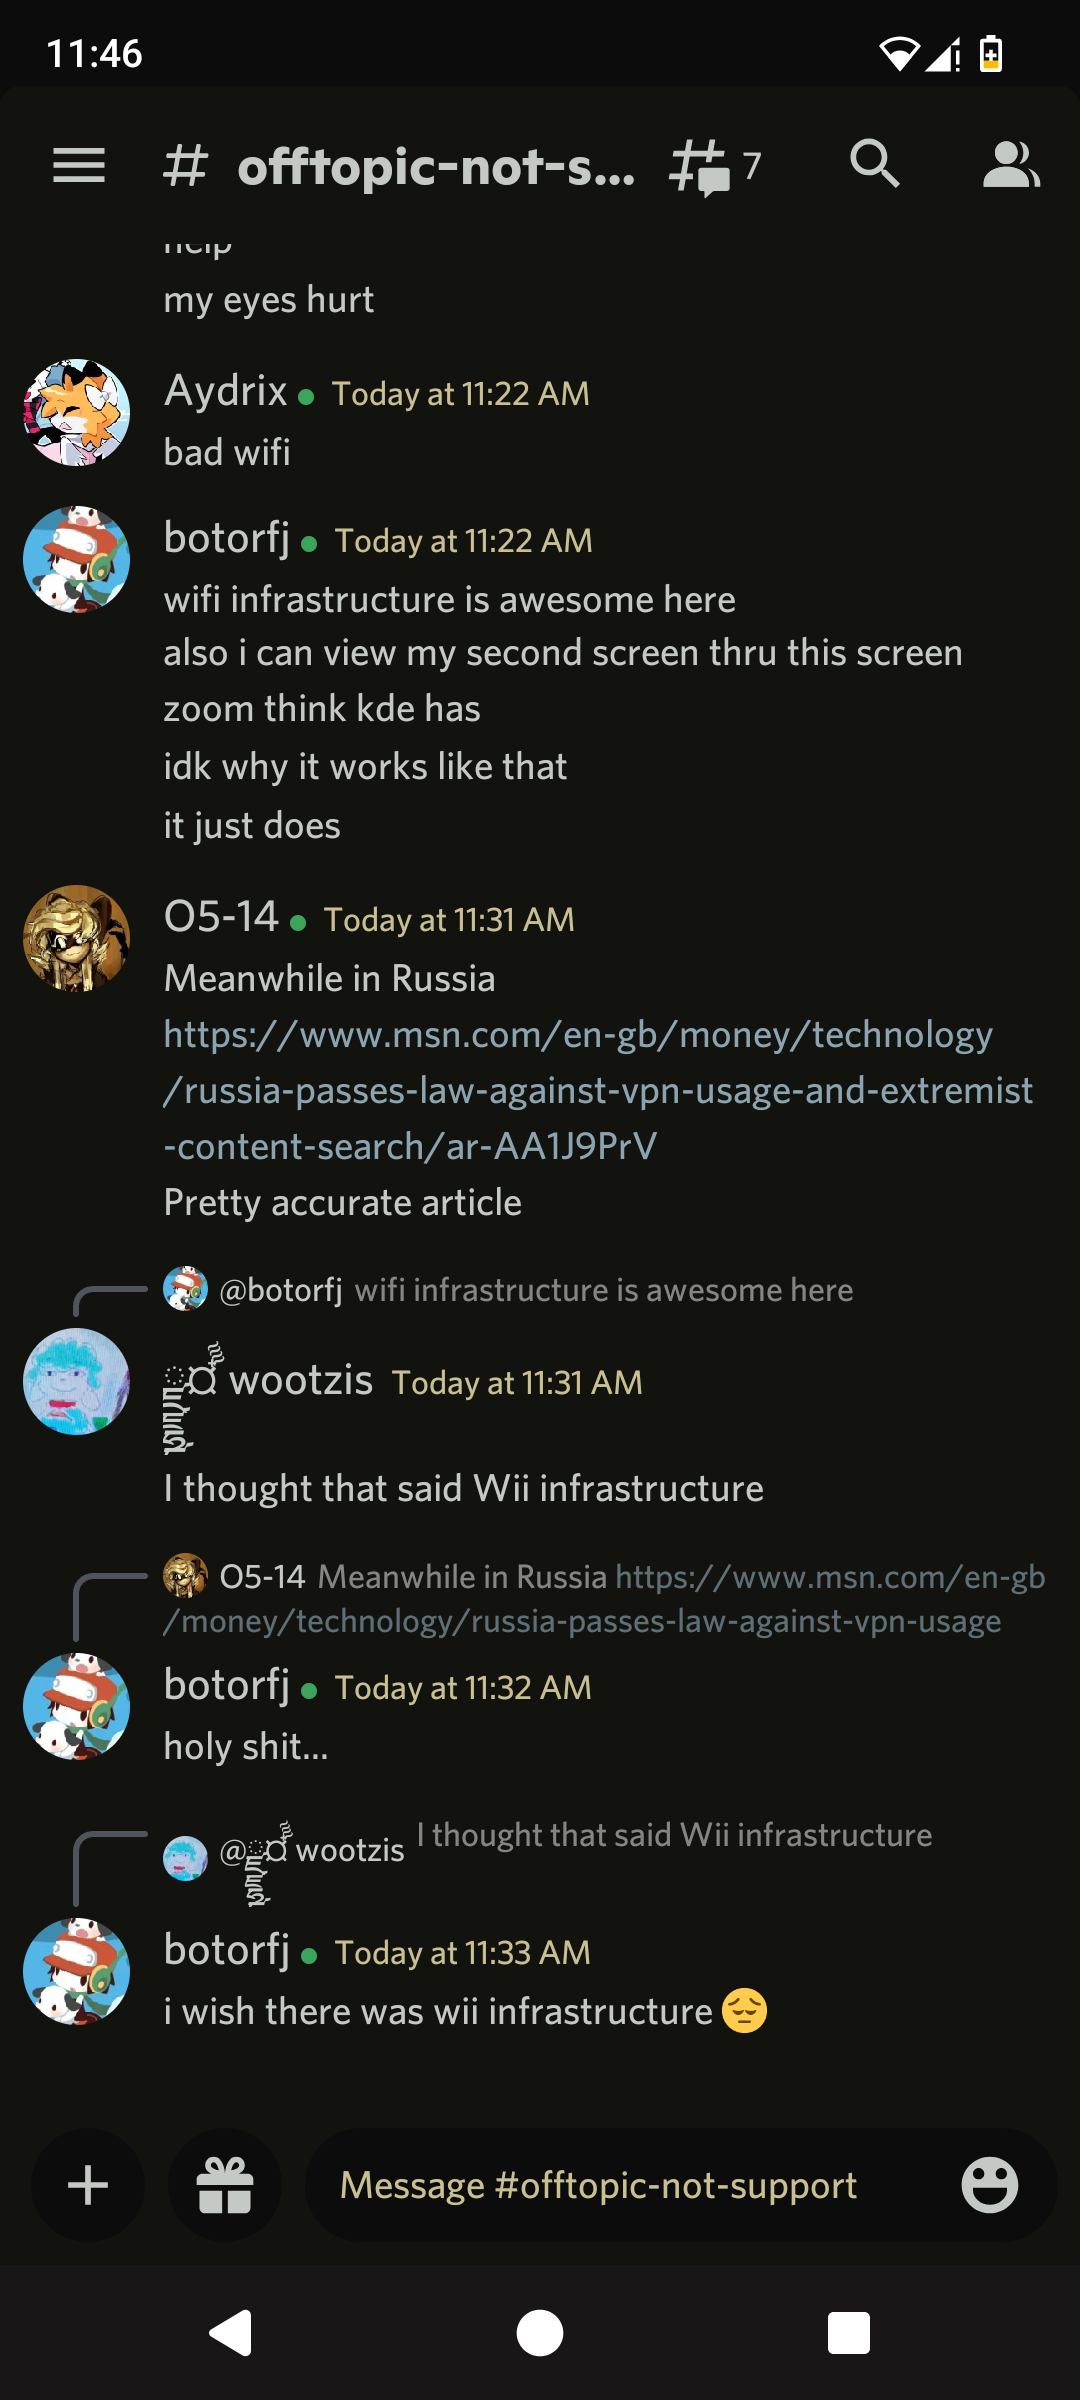 11:46
# offtopic-not-s... 7
help
my eyes hurt
Aydrix Today at 11:22 AM
bad wifi
botorfj Today at 11:22 AM
wifi infrastructure is awesome here
also i can view my second screen thru this screen
zoom think kde has
idk why it works like that
it just does
O5-14 Today at 11:31 AM
Meanwhile in Russia
https://www.msn.com/en-gb/money/technology
/russia-passes-law-against-vpn-usage-and-extremist
-content-search/ar-AA1J9PrV
Pretty accurate article
@botorfj wifi infrastructure is awesome here
wootzis Today at 11:31 AM
I thought that said Wii infrastructure
O5-14 Meanwhile in Russia https://www.msn.com/en-gb
/money/technology/russia-passes-law-against-vpn-usage
botorfj Today at 11:32 AM
holy shit...
@ wootzis I thought that said Wii infrastructure
botorfj Today at 11:33 AM
i wish there was wii infrastructure 😔
Message #offtopic-not-support